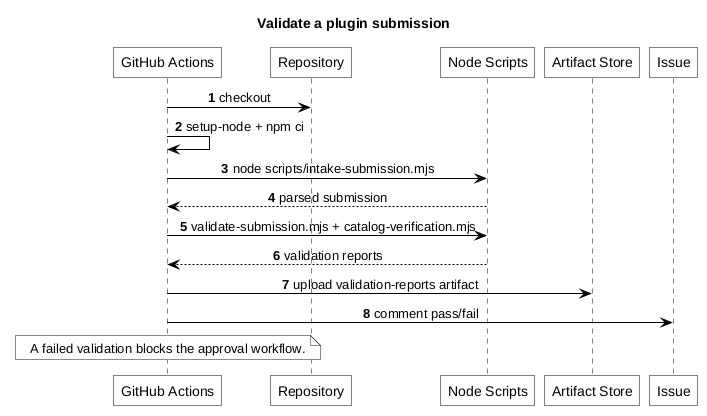 Validate a plugin submission
GitHub Actions Repository Node Scripts Artifact Store Issue
1 checkout
2 setup-node + npm ci
3 node scripts/intake-submission.mjs
4 parsed submission
5 validate-submission.mjs + catalog-verification.mjs
6 validation reports
7 upload validation-reports artifact
8 comment pass/fail
A failed validation blocks the approval workflow.
GitHub Actions Repository Node Scripts Artifact Store Issue